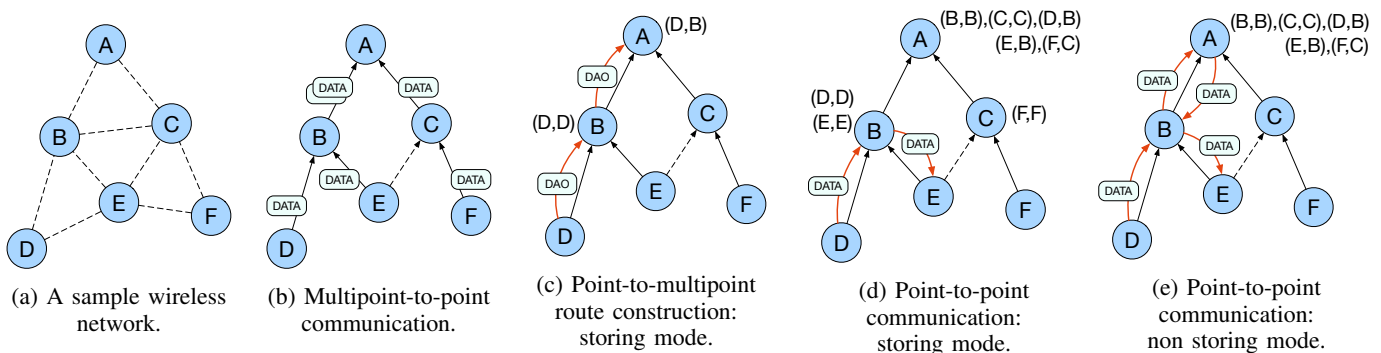 A
B
C
E
F
D
(a) A sample wireless
network.
A
DATA
DATA
B
C
DATA
DATA
DATA
E
F
D
(b) Multipoint-to-point
communication.
A
(D,B)
DAO
(D,D)
B
C
DAO
E
F
D
(c) Point-to-multipoint
route construction:
storing mode.
(B,B),(C,C),(D,B)
(E,B),(F,C)
A
(D,D)
(E,E)
B
C
(F,F)
DATA
DATA
E
F
D
(d) Point-to-point
communication:
storing mode.
(B,B),(C,C),(D,B)
(E,B),(F,C)
A
DATA
DATA
B
C
DATA
DATA
E
F
D
(e) Point-to-point
communication:
non storing mode.